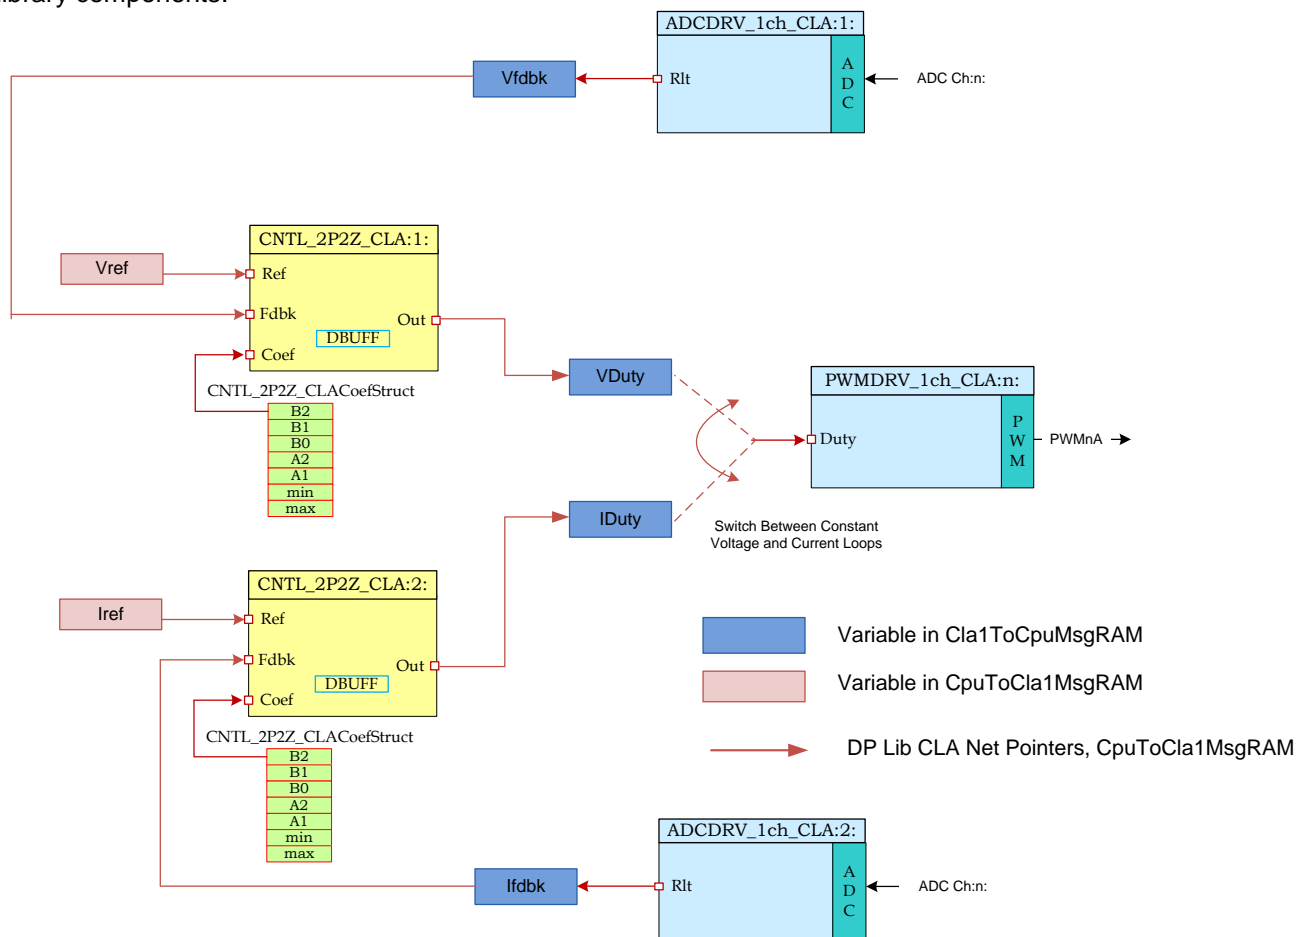 library components.
ADCDRV_1ch_CLA:1:
Vfdbk
Rlt
A
D
C
ADC Ch:n:
CNTL_2P2Z_CLA:1:
Vref
Ref
Fdbk
Out
DBUFF
Coef
CNTL_2P2Z_CLACoefStruct
B2
B1
B0
A2
A1
min
max
VDuty
PWMDRV_1ch_CLA:n:
Duty
P
W
M
PWMnA
IDuty
Switch Between Constant
Voltage and Current Loops
CNTL_2P2Z_CLA:2:
Iref
Ref
Fdbk
Out
DBUFF
Coef
CNTL_2P2Z_CLACoefStruct
B2
B1
B0
A2
A1
min
max
Variable in Cla1ToCpuMsgRAM
Variable in CpuToCla1MsgRAM
DP Lib CLA Net Pointers, CpuToCla1MsgRAM
ADCDRV_1ch_CLA:2:
Ifdbk
Rlt
A
D
C
ADC Ch:n: